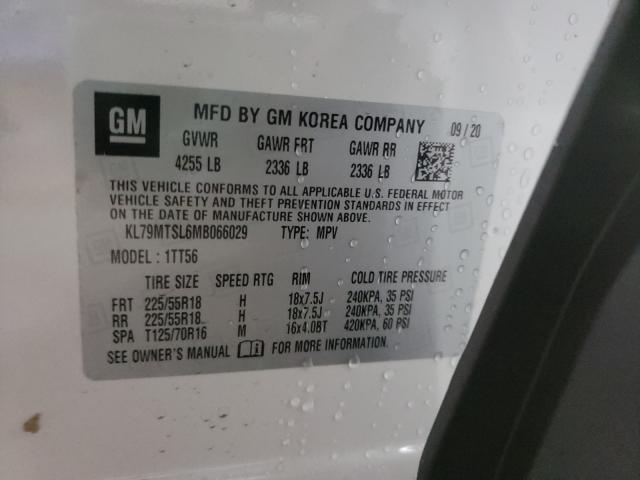 GM MFD BY GM KOREA COMPANY 09/20
GVWR GAWR FRT GAWR RR
4255 LB 2336 LB 2336 LB
THIS VEHICLE CONFORMS TO ALL APPLICABLE U.S. FEDERAL MOTOR
VEHICLE SAFETY AND THEFT PREVENTION STANDARDS IN EFFECT
ON THE DATE OF MANUFACTURE SHOWN ABOVE.
KL79MTSL6MB066029 TYPE: MPV
MODEL: 1TT56
TIRE SIZE SPEED RTG RIM COLD TIRE PRESSURE
FRT 225/55R18 H 18x7.5J 240KPA, 35 PSI
RR 225/55R18 H 18x7.5J 240KPA, 35 PSI
SPA T125/70R16 M 16x4.0BT 420KPA, 60 PSI
SEE OWNER'S MANUAL FOR MORE INFORMATION.